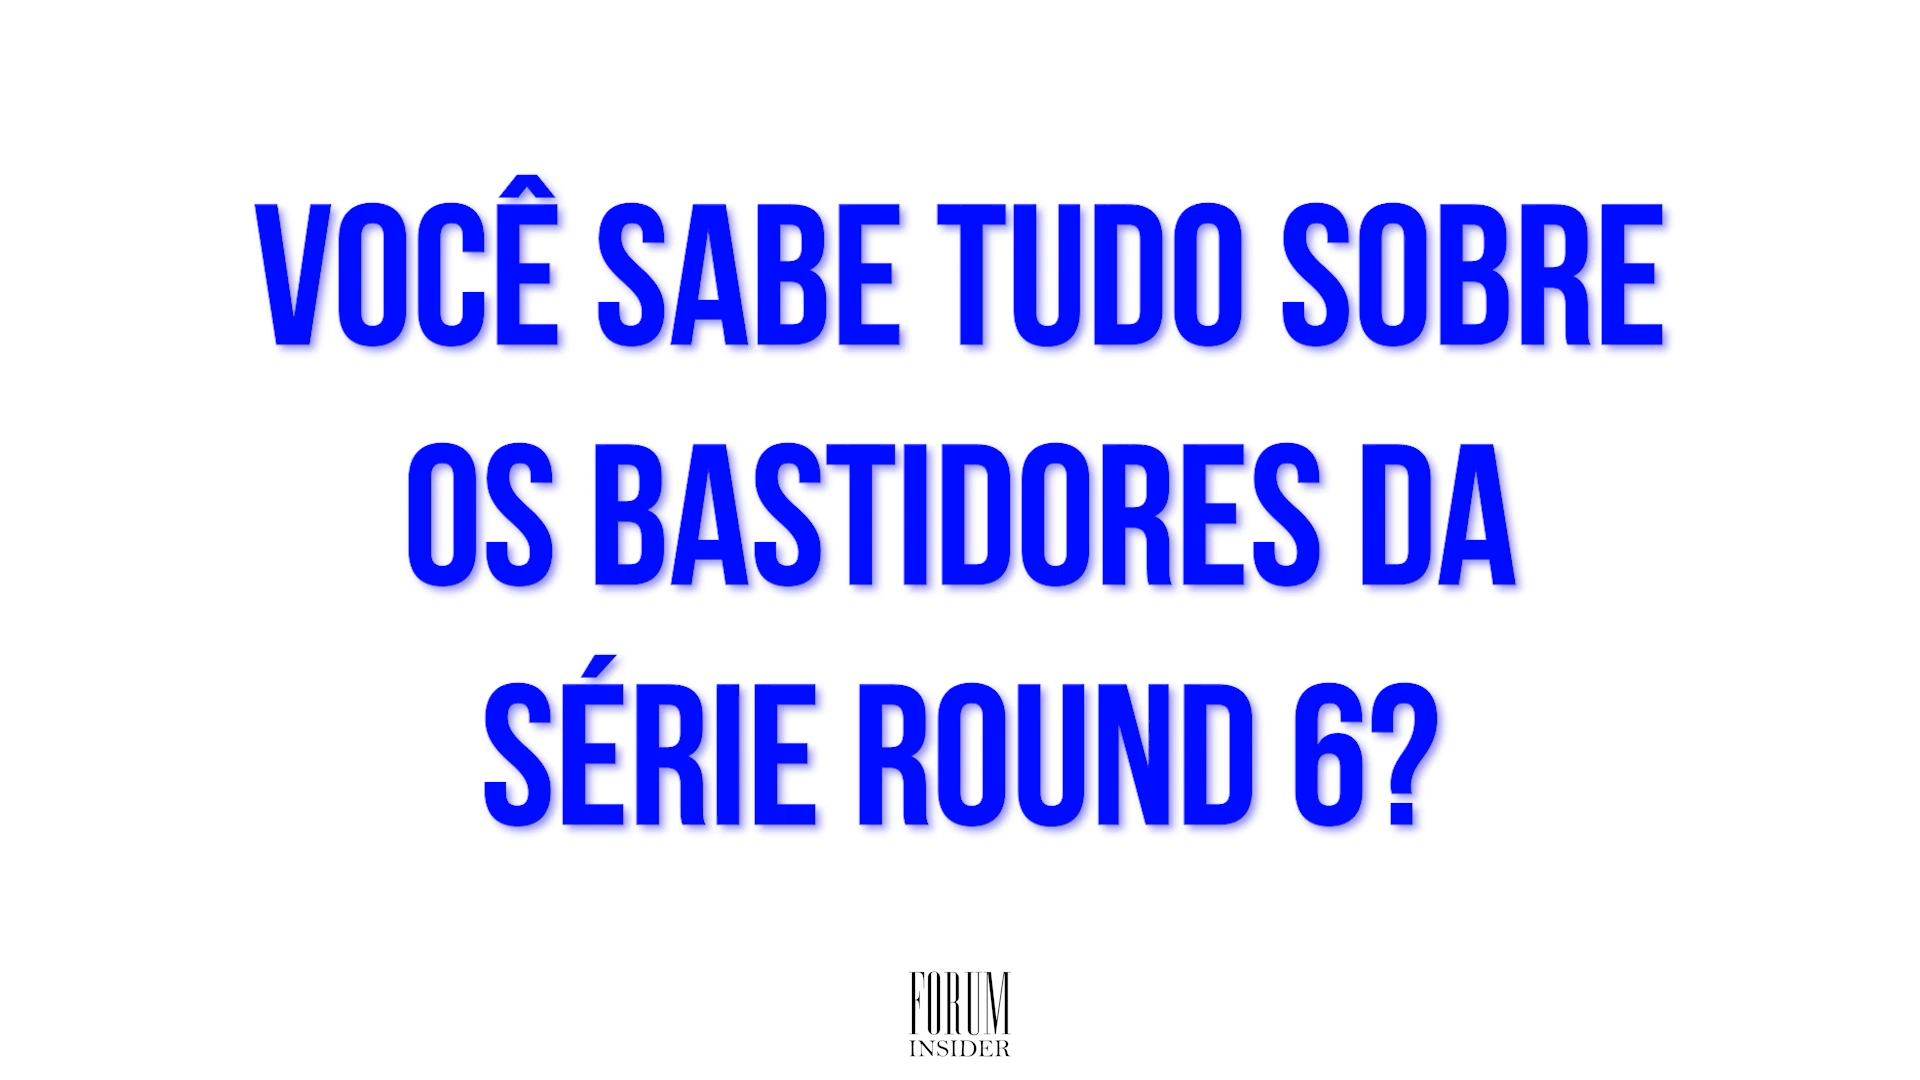 VOCÊ SABE TUDO SOBRE
OS BASTIDORES DA
SÉRIE ROUND 6?
FORUM
INSIDER